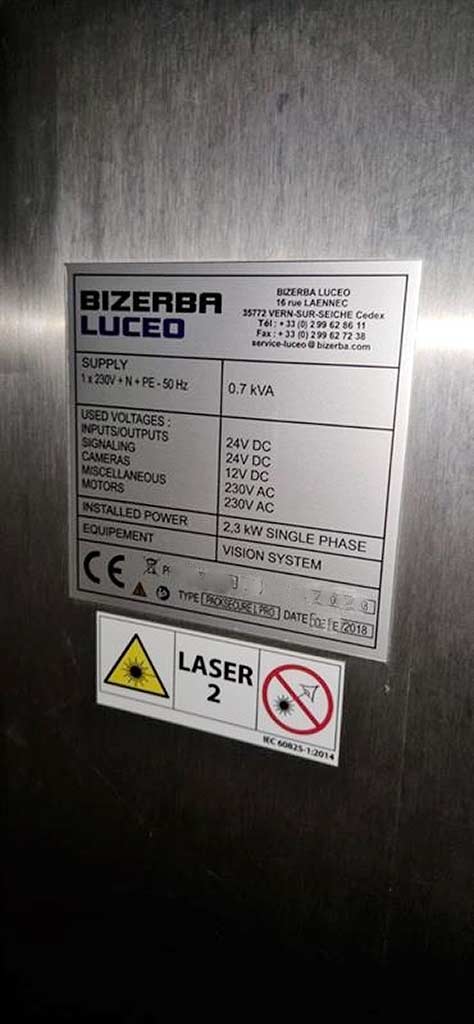 BIZERBA
LUCEO
BIZERBA LUCEO
16 rue LAENNEC
35772 VERN-SUR-SEICHE Cedex
Tél : + 33 (0) 2 99 62 86 11
Fax : + 33 (0) 2 99 62 72 38
service-luceo @ bizerba.com
SUPPLY
1 x 230V + N + PE - 50 Hz
0.7 kVA
USED VOLTAGES :
INPUTS/OUTPUTS 24V DC
SIGNALING 24V DC
CAMERAS 12V DC
MISCELLANEOUS 230V AC
MOTORS 230V AC
INSTALLED POWER 2,3 kW SINGLE PHASE
EQUIPEMENT VISION SYSTEM
CE
TYPE PACKSECURE L PRO DATE 2018
LASER
2
IEC 60825-1:2014